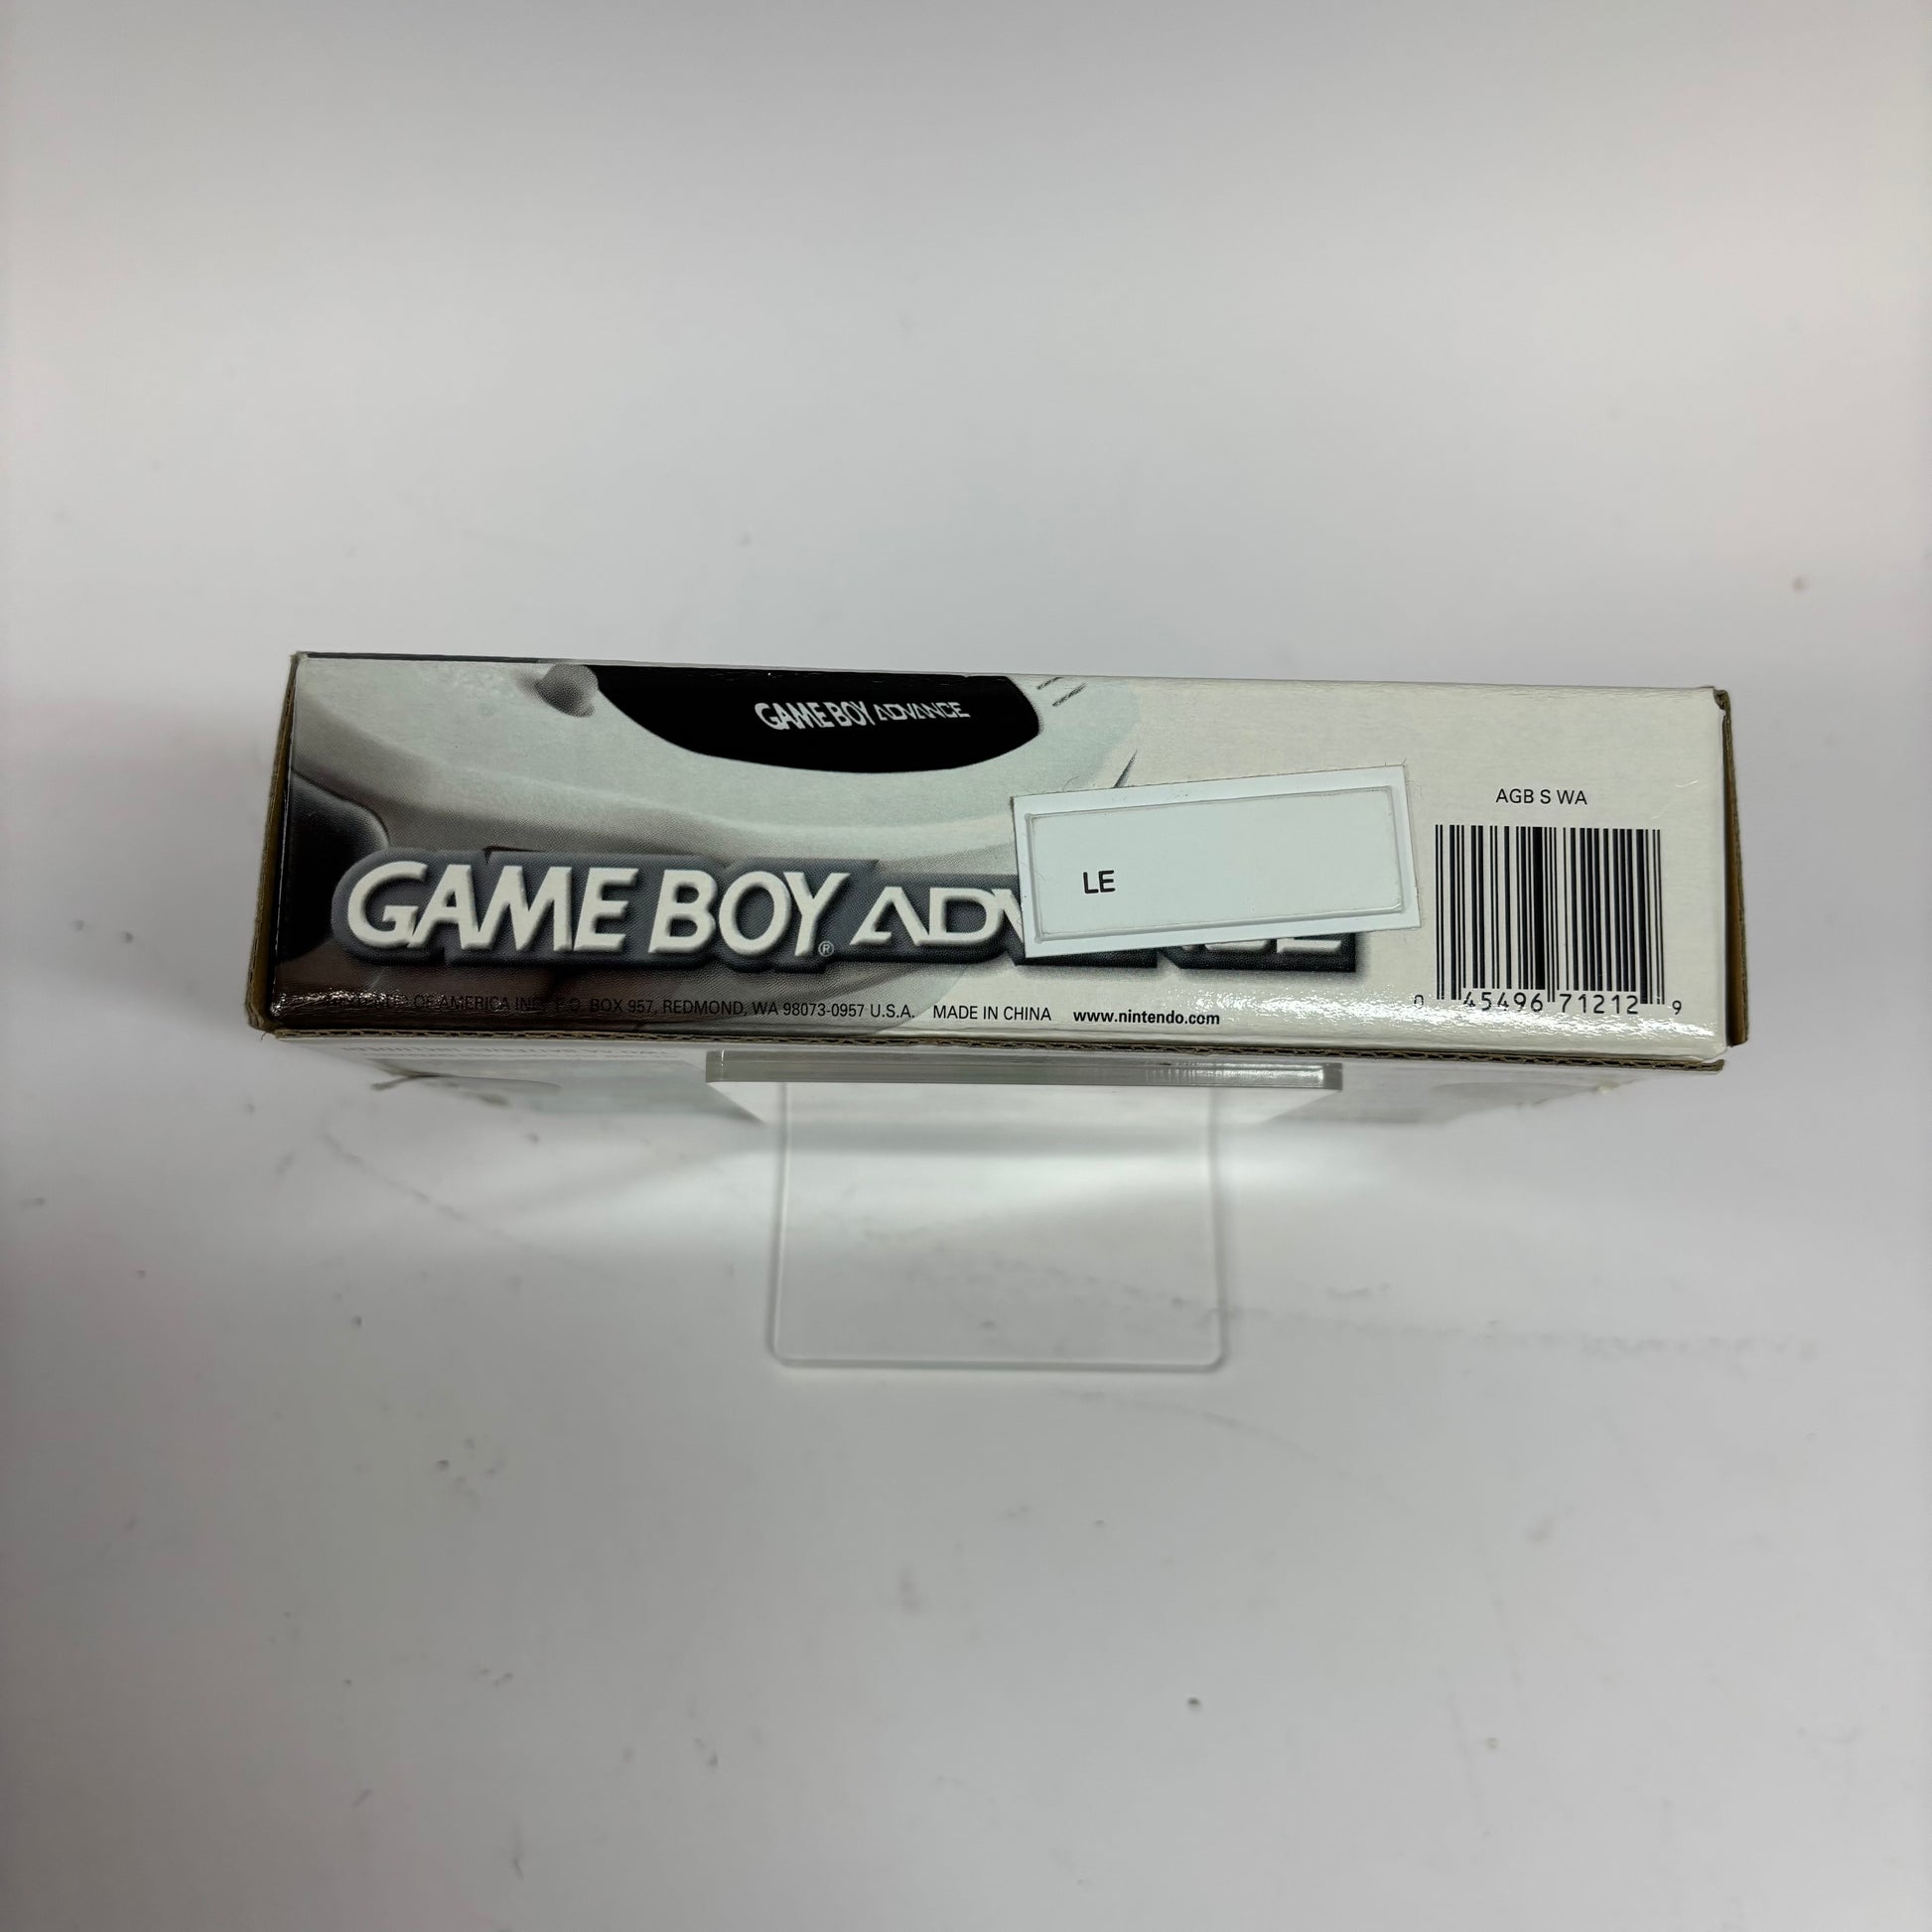 GAME BOY ADVANCE
AGB S WA
LE
GAME BOY ADV
OF AMERICA INC. P.O. BOX 957, REDMOND, WA 98073-0957 U.S.A. MADE IN CHINA www.nintendo.com
0 45496 71212 9